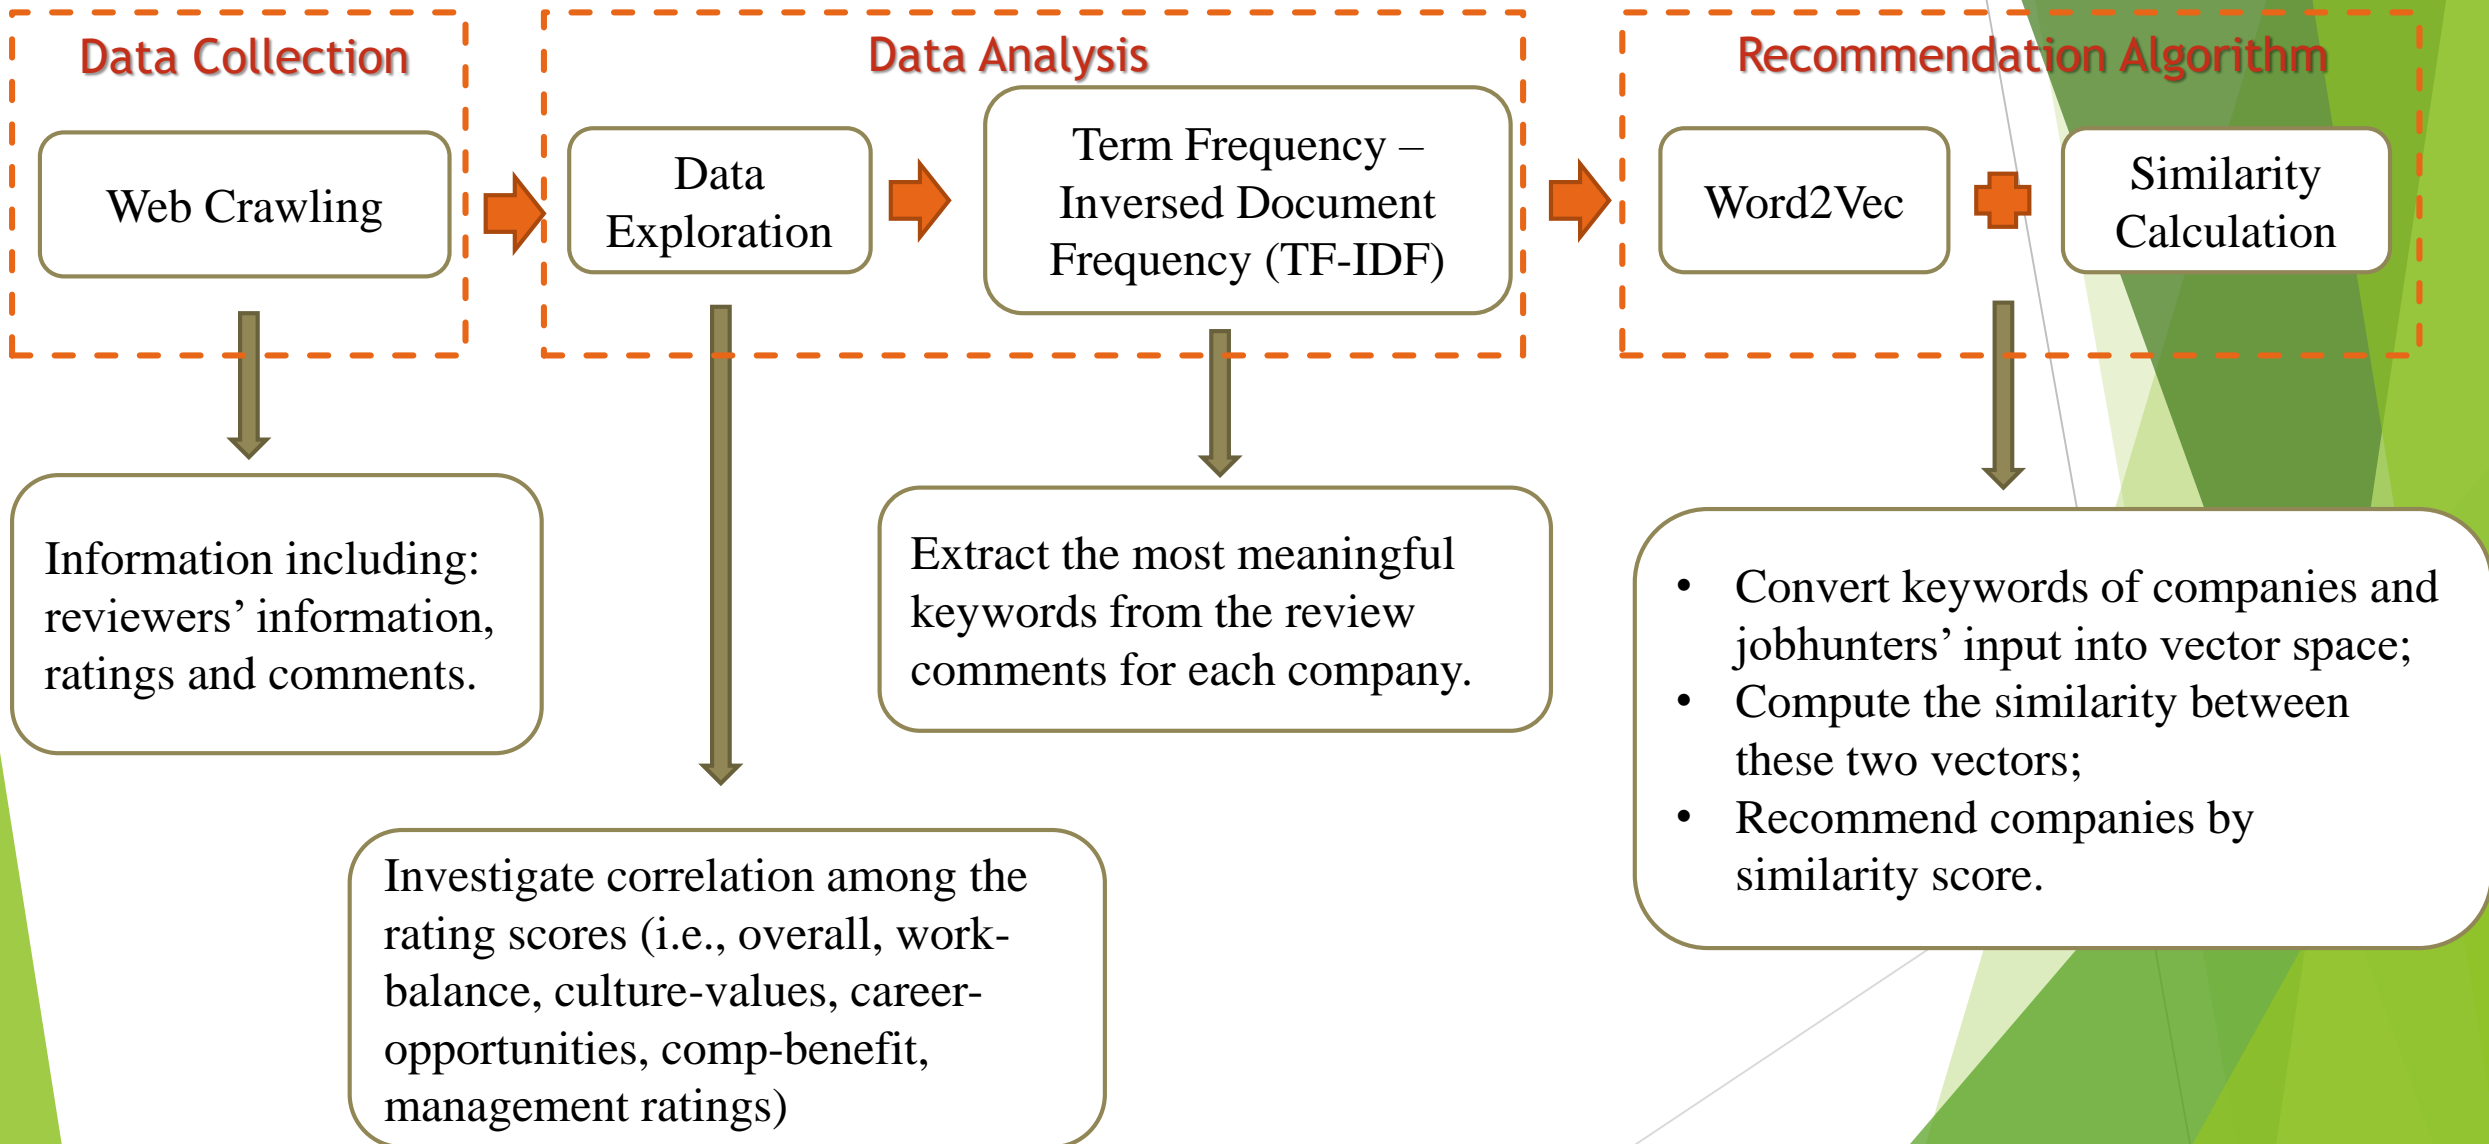 Data Collection
Web Crawling
Information including:
reviewers’ information,
ratings and comments.
Data Analysis
Data
Exploration
Term Frequency –
Inversed Document
Frequency (TF-IDF)
Investigate correlation among the
rating scores (i.e., overall, work-
balance, culture-values, career-
opportunities, comp-benefit,
management ratings)
Extract the most meaningful
keywords from the review
comments for each company.
Recommendation Algorithm
Word2Vec
Similarity
Calculation
• Convert keywords of companies and
jobhunters’ input into vector space;
• Compute the similarity between
these two vectors;
• Recommend companies by
similarity score.